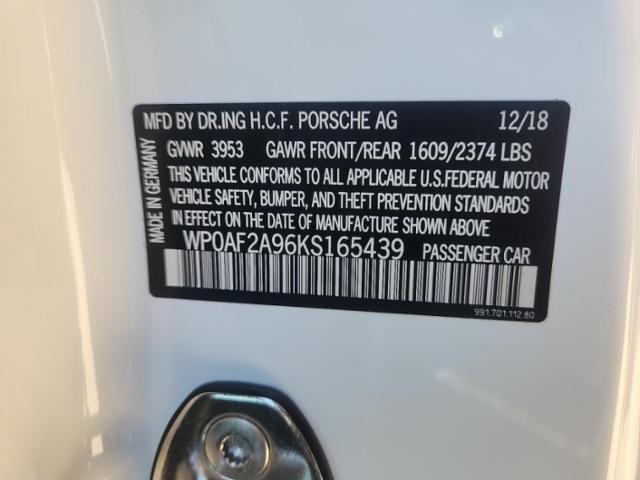 MFD BY DR.ING H.C.F. PORSCHE AG 12/18
GVWR 3953 GAWR FRONT/REAR 1609/2374 LBS
THIS VEHICLE CONFORMS TO ALL APPLICABLE U.S.FEDERAL MOTOR
VEHICLE SAFETY, BUMPER, AND THEFT PREVENTION STANDARDS
IN EFFECT ON THE DATE OF MANUFACTURE SHOWN ABOVE
WP0AF2A96KS165439 PASSENGER CAR
MADE IN GERMANY
991.701.112.80